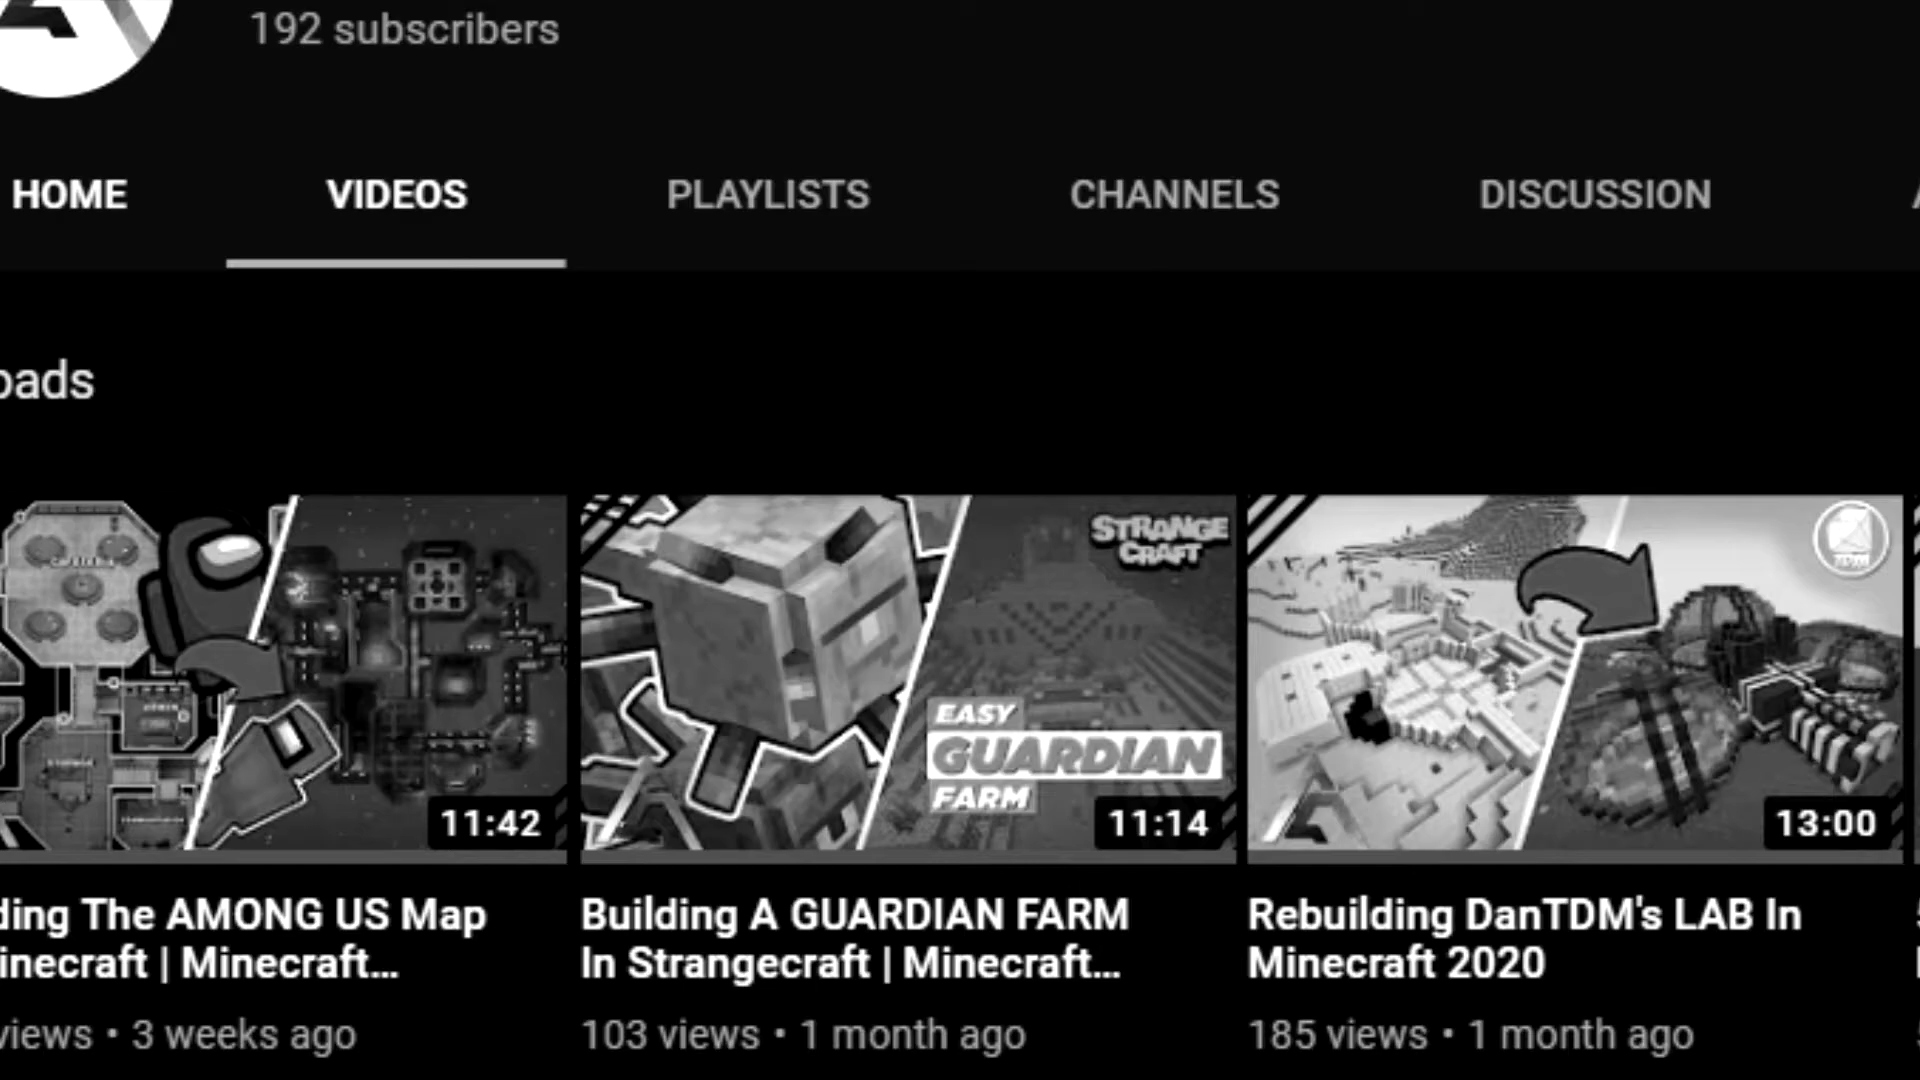 192 subscribers
HOME VIDEOS PLAYLISTS CHANNELS DISCUSSION
oads
STRANGE
CRAFT
EASY
GUARDIAN
FARM
11:42
11:14
13:00
ding The AMONG US Map
inecraft | Minecraft...
views • 3 weeks ago
Building A GUARDIAN FARM
In Strangecraft | Minecraft...
103 views • 1 month ago
Rebuilding DanTDM's LAB In
Minecraft 2020
185 views • 1 month ago